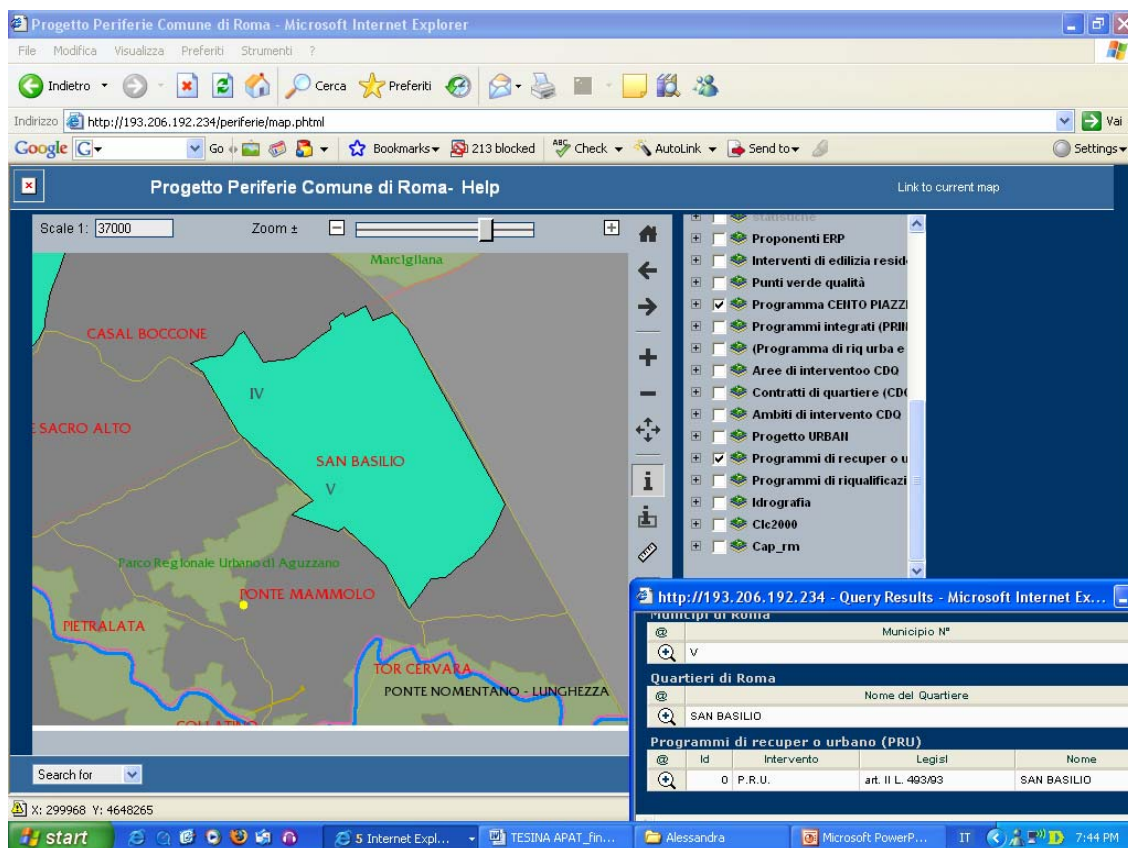 Progetto Periferie Comune di Roma - Microsoft Internet Explorer
File Modifica Visualizza Preferiti Strumenti ?
Indietro Cerca Preferiti
Indirizzo http://193.206.192.234/periferie/map.phtml Vai
Google G Go Bookmarks 213 blocked ABC Check AutoLink Send to Settings
Progetto Periferie Comune di Roma- Help Link to current map
Scale 1: 37000 Zoom ±
Marcigliana
CASAL BOCCONE
IV
E SACRO ALTO
SAN BASILIO
V
Parco Regionale Urbano di Aguzzano
PONTE MAMMOLO
PIETRALATA
TOR CERVARA
PONTE NOMENTANO - LUNGHEZZA
COLLATINO
statistiche
Proponenti ERP
Interventi di edilizia resid
Punti verde qualità
Programma CENTO PIAZZ
Programmi integrati (PRIN
(Programma di riq urba e
Aree di interventoo CDQ
Contratti di quartiere (CDQ
Ambiti di intervento CDQ
Progetto URBAN
Programmi di recuper o u
Programmi di riqualificazi
Idrografia
Clc2000
Cap_rm
http://193.206.192.234 - Query Results - Microsoft Internet Ex...
Municipi di Roma
@ Municipio N°
V
Quartieri di Roma
@ Nome del Quartiere
SAN BASILIO
Programmi di recuper o urbano (PRU)
@ Id Intervento Legisl Nome
0 P.R.U. art. II L. 493/93 SAN BASILIO
Search for
X: 299968 Y: 4648265
start 5 Internet Expl... TESINA APAT_fin... Alessandra Microsoft PowerP... IT 7:44 PM